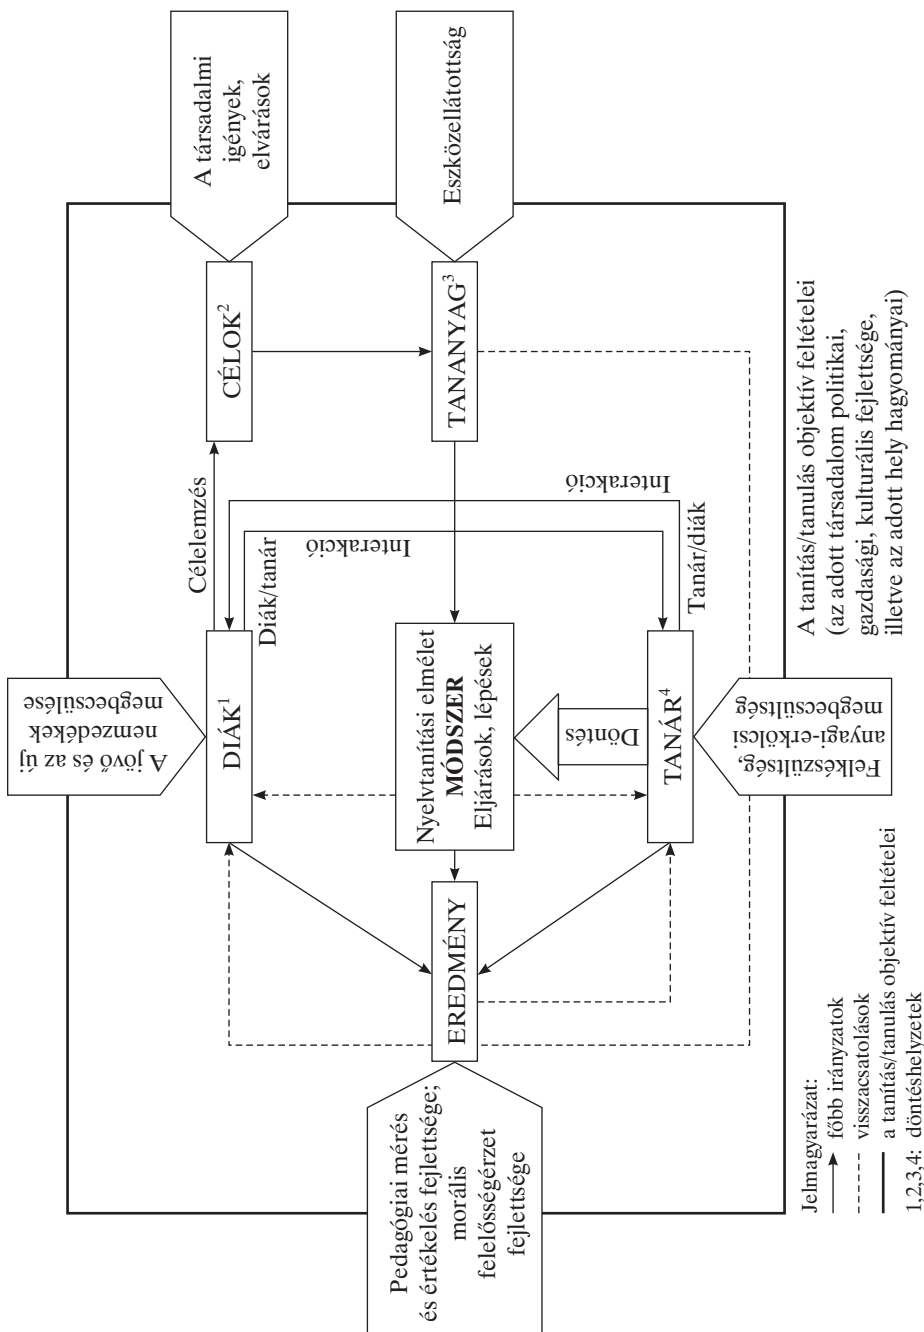 A jövő és az új
nemzedékek
megbecsülése
A társadalmi
igények,
elvárások
DIÁK1
Célelemzés
CÉLOK2
Diák/tanár
Interakció
Interakció
Pedagógiai mérés
és értékelés fejlettsége;
morális
felelősségérzet
fejlettsége
EREDMÉNY
Nyelvtanítási elmélet
MÓDSZER
Eljárások, lépések
TANANYAG3
Eszközellátottság
Döntés
TANÁR4
Tanár/diák
Felkészültség,
anyagi-erkölcsi
megbecsültség
Jelmagyarázat:
főbb irányzatok
visszacsatolások
a tanítás/tanulás objektív feltételei
1,2,3,4: döntéshelyzetek
A tanítás/tanulás objektív feltételei
(az adott társadalom politikai,
gazdasági, kulturális fejlettsége,
illetve az adott hely hagyományai)